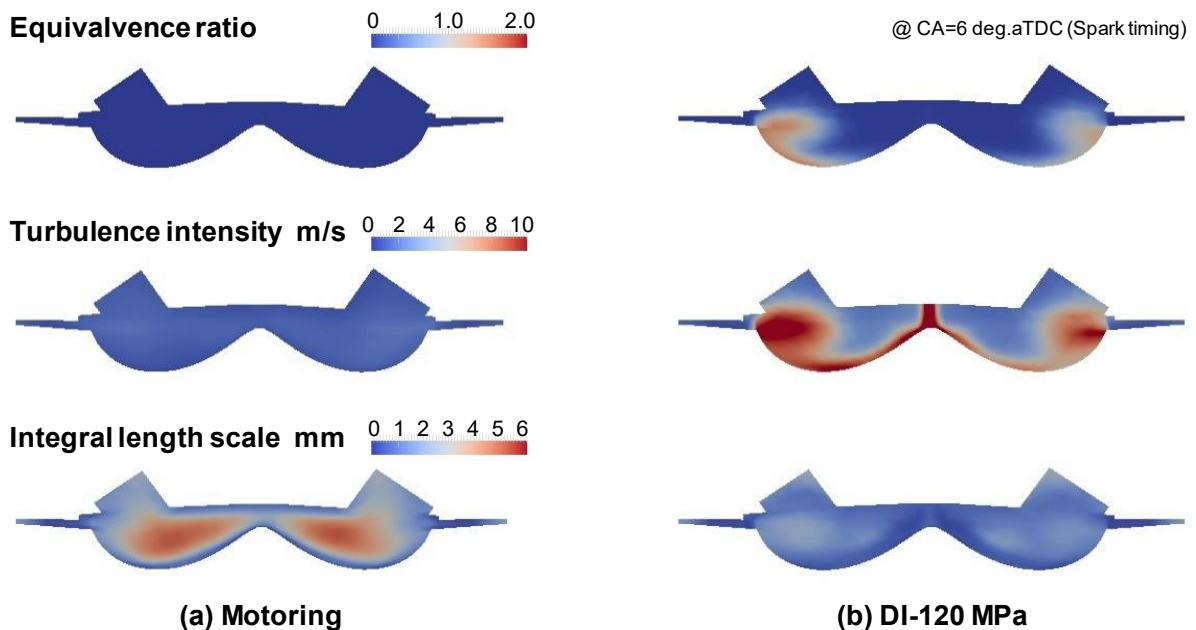 Equivalvence ratio
0 1.0 2.0
@ CA=6 deg.aTDC (Spark timing)
Turbulence intensity m/s
0 2 4 6 8 10
Integral length scale mm
0 1 2 3 4 5 6
(a) Motoring
(b) DI-120 MPa